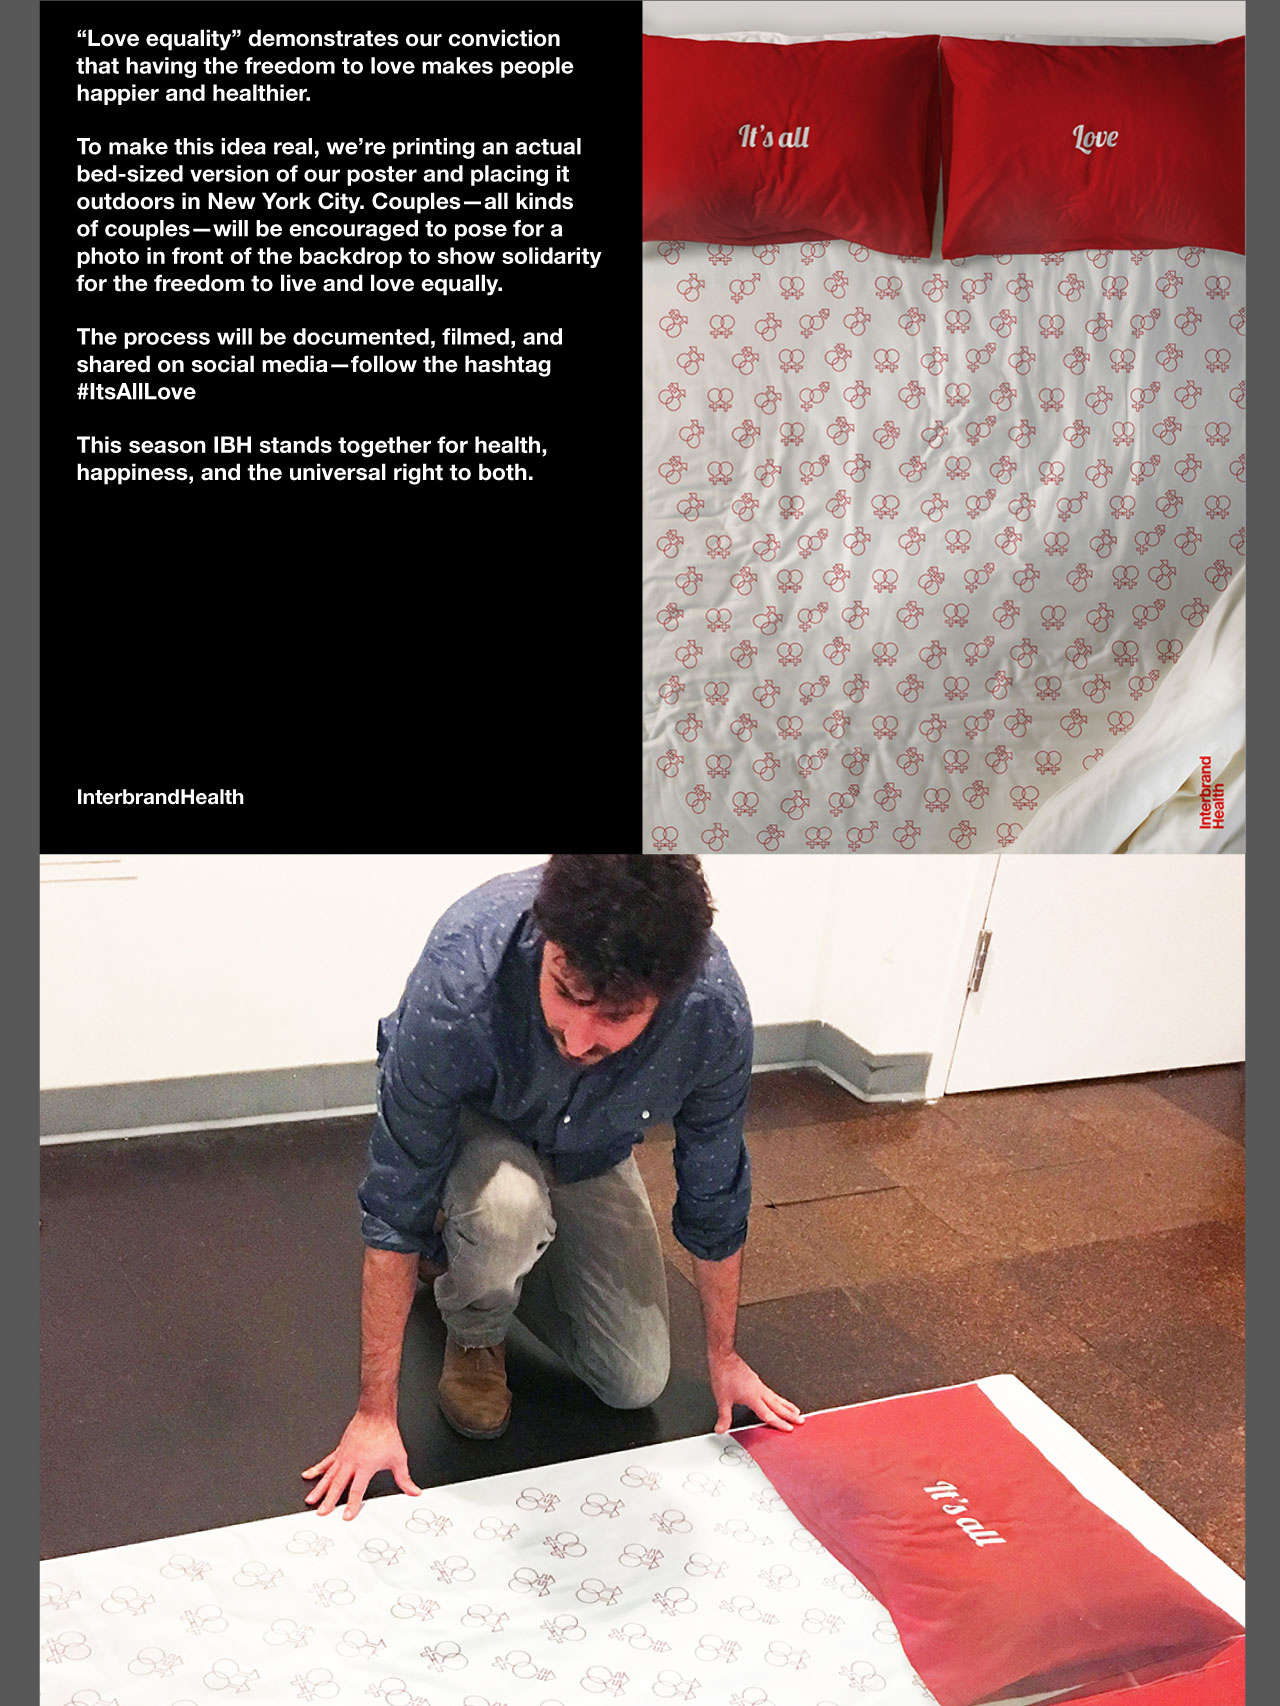 “Love equality” demonstrates our conviction
that having the freedom to love makes people
happier and healthier.
To make this idea real, we’re printing an actual
bed-sized version of our poster and placing it
outdoors in New York City. Couples—all kinds
of couples—will be encouraged to pose for a
photo in front of the backdrop to show solidarity
for the freedom to live and love equally.
The process will be documented, filmed, and
shared on social media—follow the hashtag
#ItsAllLove
This season IBH stands together for health,
happiness, and the universal right to both.
InterbrandHealth
It’s all
Love
Interbrand
Health
It’s all